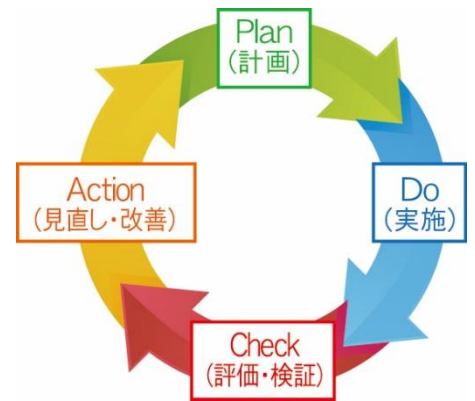 Plan
(計画)
Do
(実施)
Check
(評価・検証)
Action
(見直し・改善)